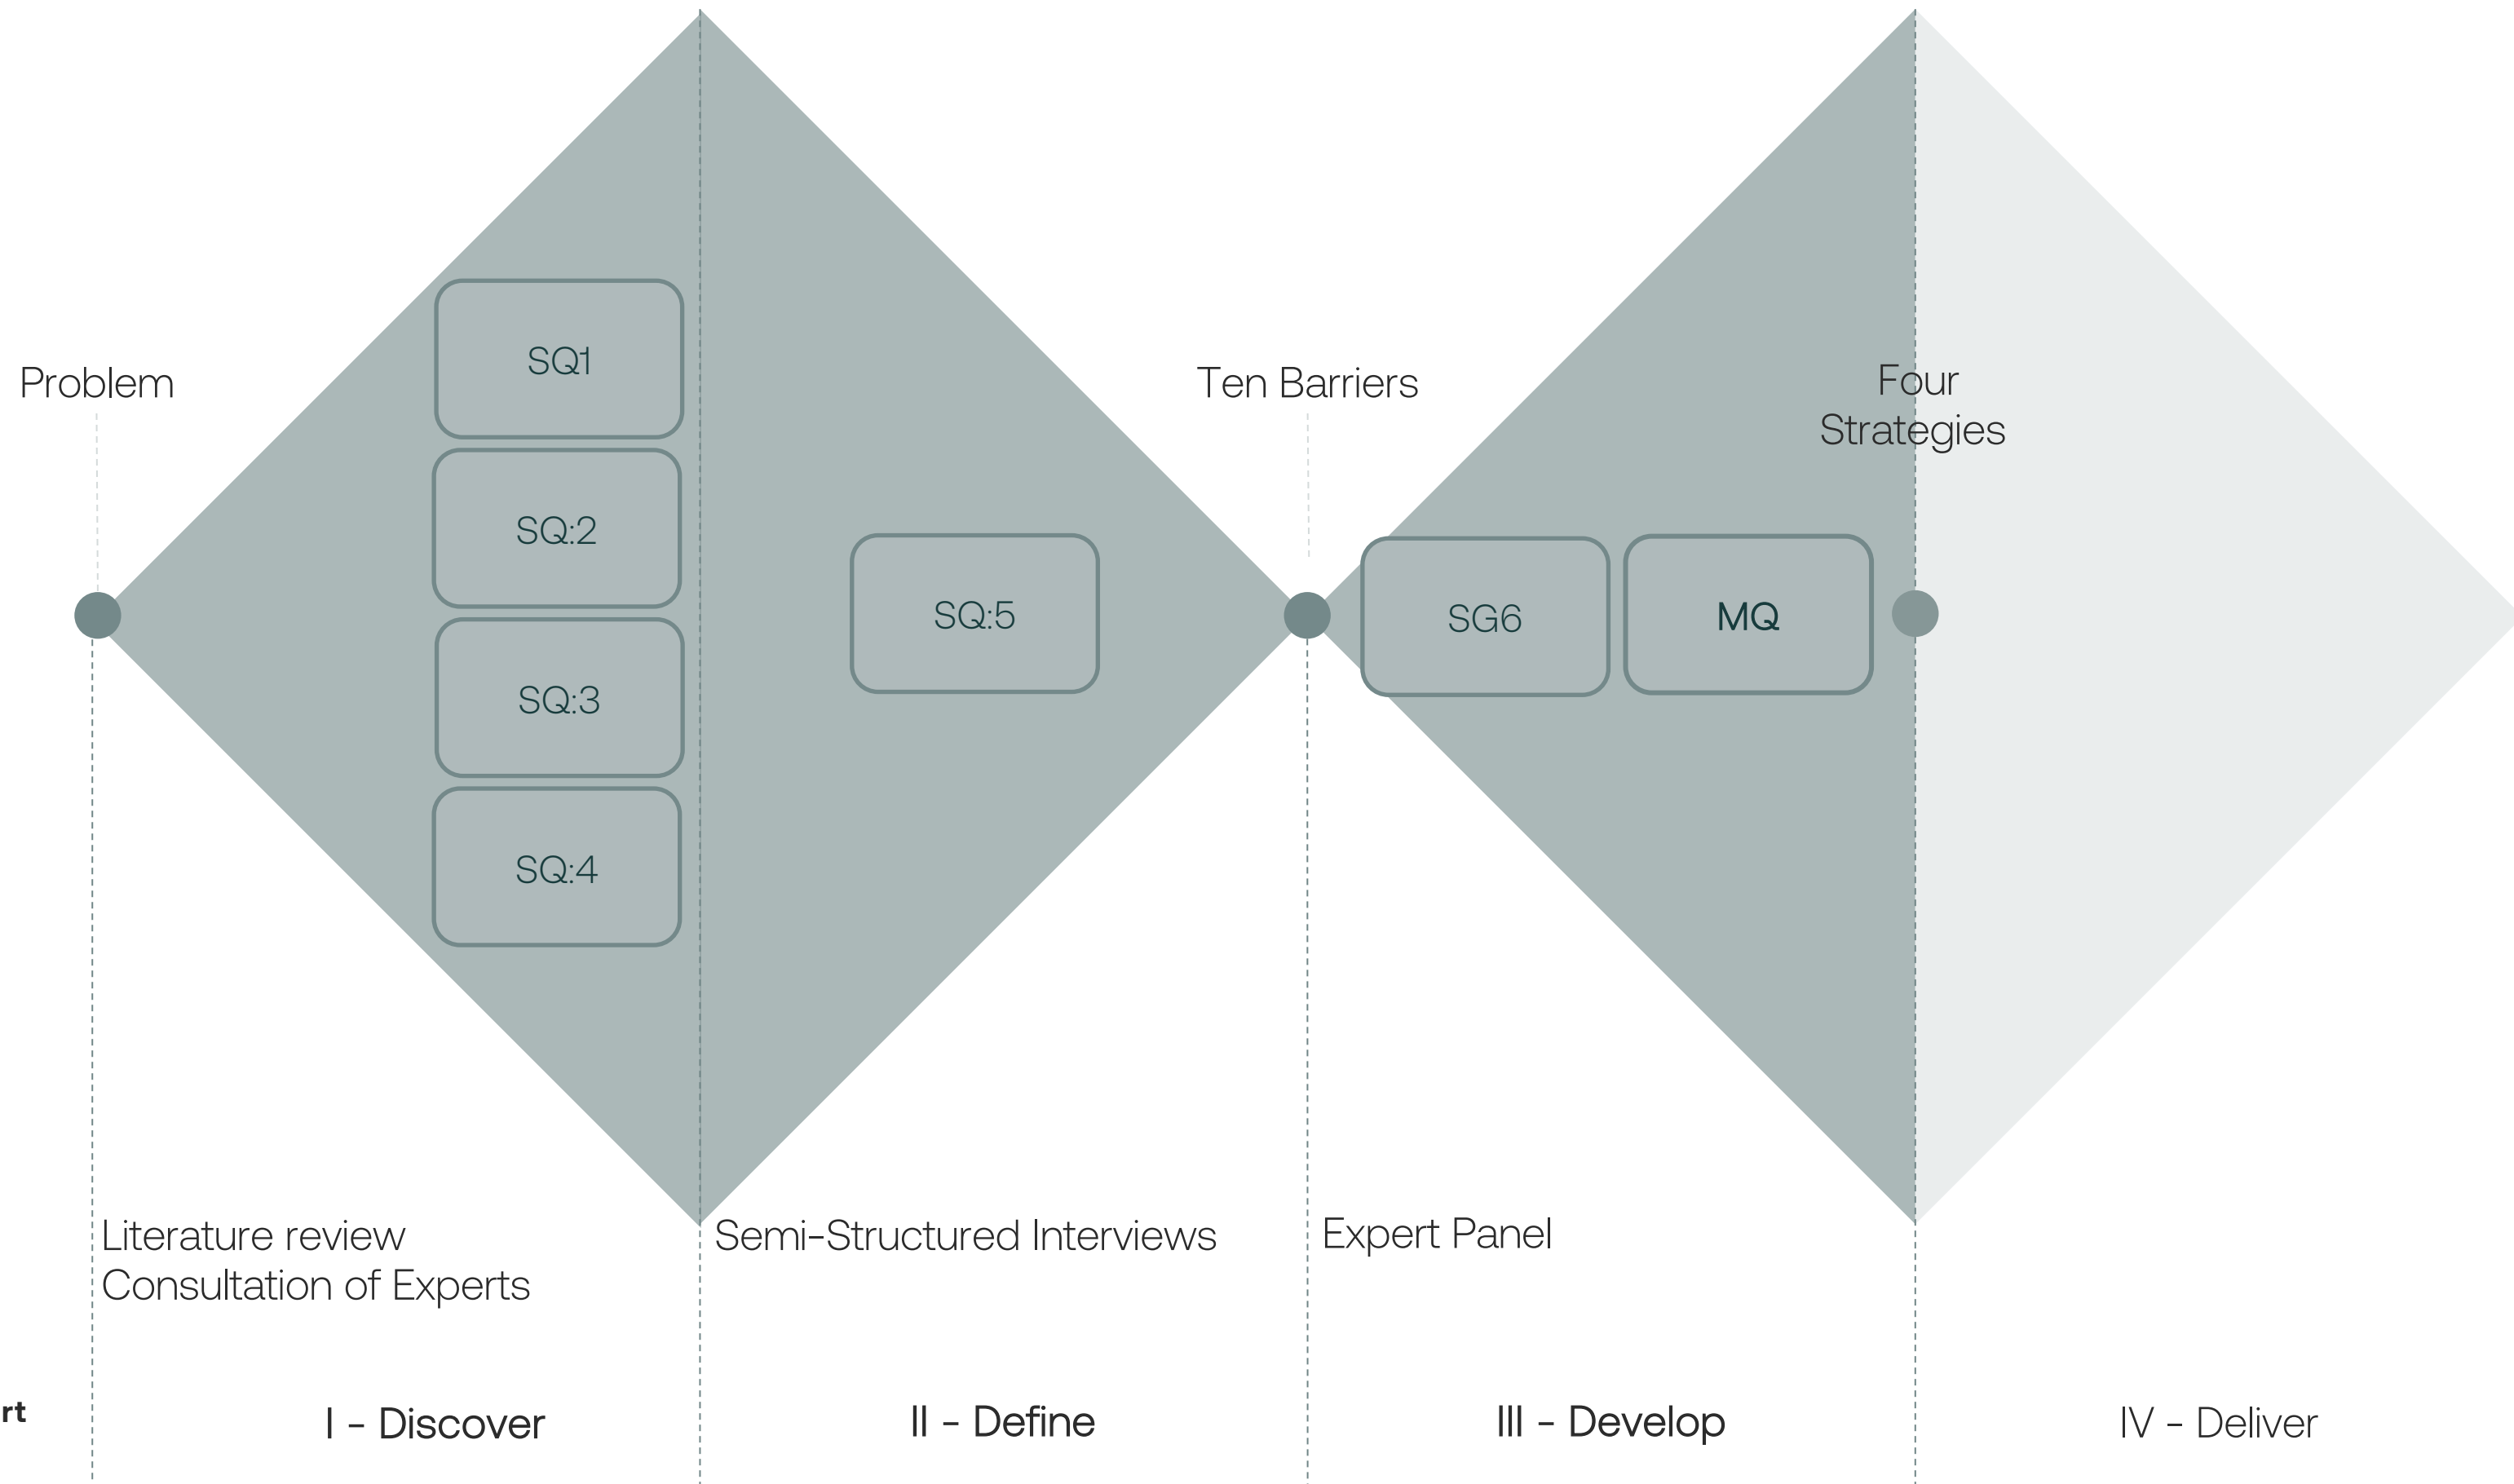 SQ1
Problem
Ten Barriers
Four
Strategies
SQ:2
SQ:5
SG6
MQ
SQ:3
SQ:4
Literature review
Consultation of Experts
Semi-Structured Interviews
Expert Panel
rt
I - Discover
II - Define
III - Develop
IV - Deliver